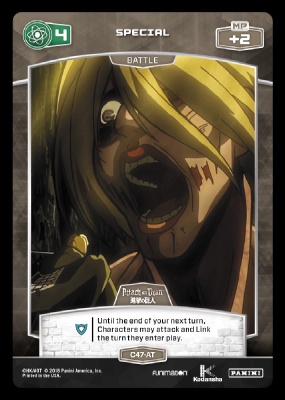 4
SPECIAL
MP
+2
BATTLE
Attack on Titan
進撃の巨人
Until the end of your next turn,
Characters may attack and Link
the turn they enter play.
C47-AT
©HK/AOT © 2018 Panini America, Inc.
Printed in the USA.
FUNIMATION
K
Kodansha
PANINI